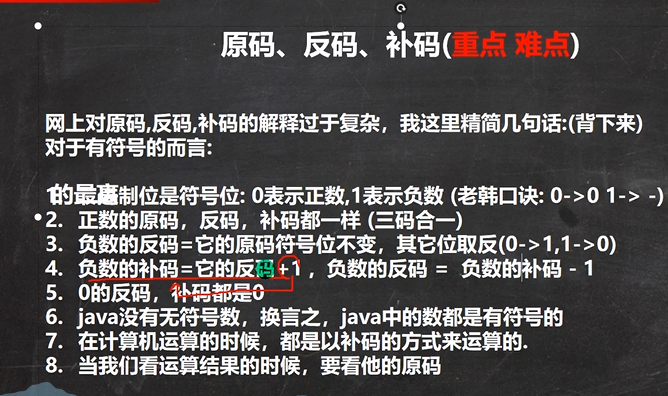 原码、反码、补码(重点 难点)
网上对原码,反码,补码的解释过于复杂，我这里精简几句话:(背下来)
对于有符号的而言:
的最高
1. 进制位是符号位: 0表示正数,1表示负数 (老韩口诀: 0->0 1-> -)
2. 正数的原码，反码，补码都一样 (三码合一)
3. 负数的反码=它的原码符号位不变，其它位取反(0->1,1->0)
4. 负数的补码=它的反码+1 ，负数的反码 = 负数的补码 - 1
5. 0的反码，补码都是0
6. java没有无符号数，换言之，java中的数都是有符号的
7. 在计算机运算的时候，都是以补码的方式来运算的.
8. 当我们看运算结果的时候，要看他的原码